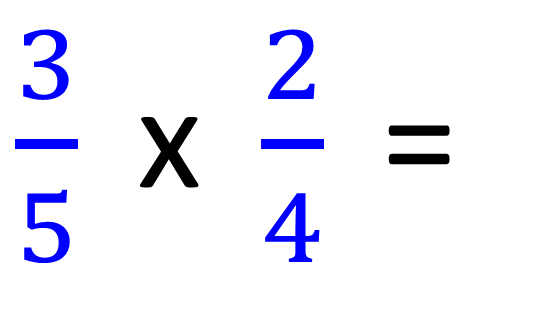 3/5 x 2/4 =